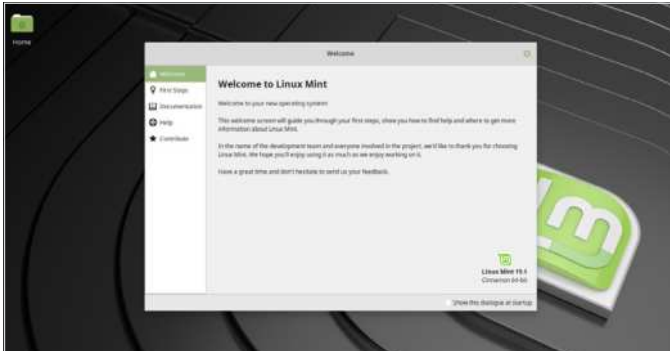 Home
Welcome
Welcome
First Steps
Documentation
Help
Contribute
Welcome to Linux Mint
Welcome to your new operating system!
This welcome screen will guide you through your first steps, show you how to find help and where to get more
information about Linux Mint.
In the name of the development team and everyone involved in the project, we'd like to thank you for choosing
Linux Mint. We hope you'll enjoy using it as much as we enjoy working on it.
Have a great time and don't hesitate to send us your feedback.
Linux Mint 19.1
Cinnamon 64-bit
Show this dialogue at startup